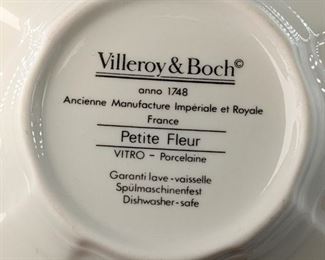 Villeroy & Boch©
anno 1748
Ancienne Manufacture Impériale et Royale
France
Petite Fleur
VITRO – Porcelaine
Garanti lave-vaisselle
Spülmaschinenfest
Dishwasher-safe